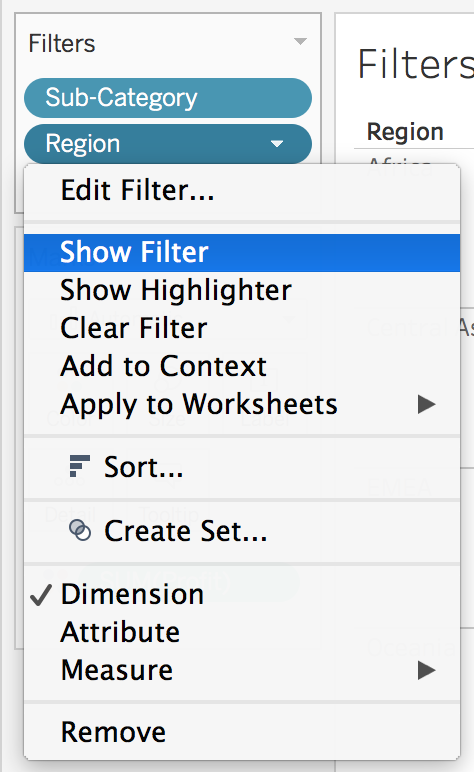 Filters
Sub-Category
Region
Filters
Region
Africa
Edit Filter...
Show Filter
Show Highlighter
Clear Filter
Add to Context
Apply to Worksheets
Sort...
Create Set...
Dimension
Attribute
Measure
Remove